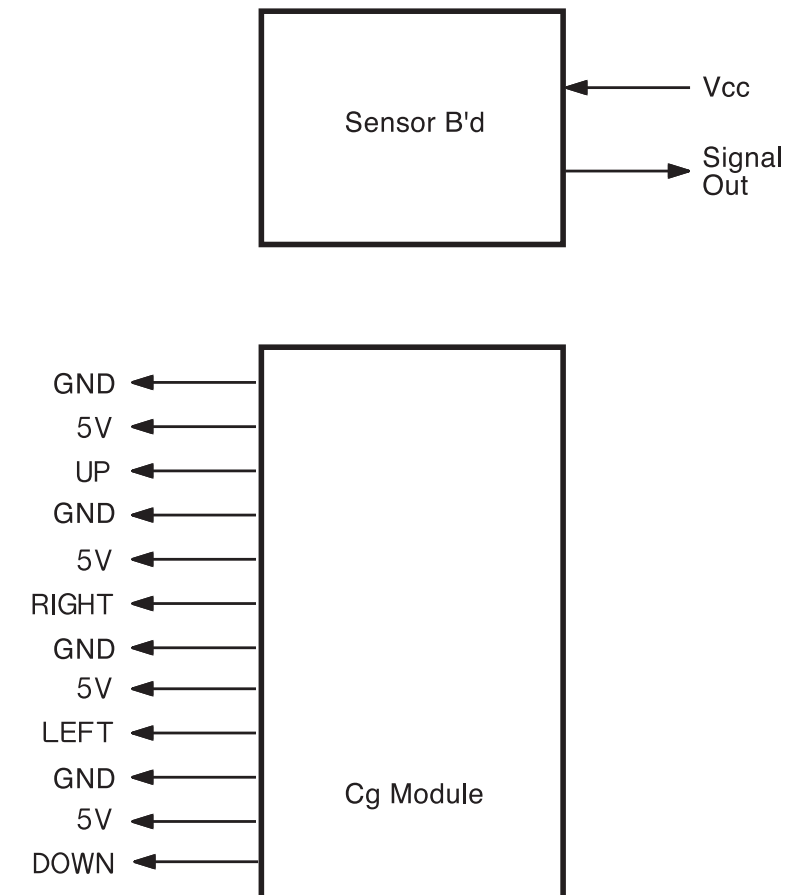 Sensor B'd
Vcc
Signal
Out
GND
5V
UP
GND
5V
RIGHT
GND
5V
LEFT
GND
5V
DOWN
Cg Module